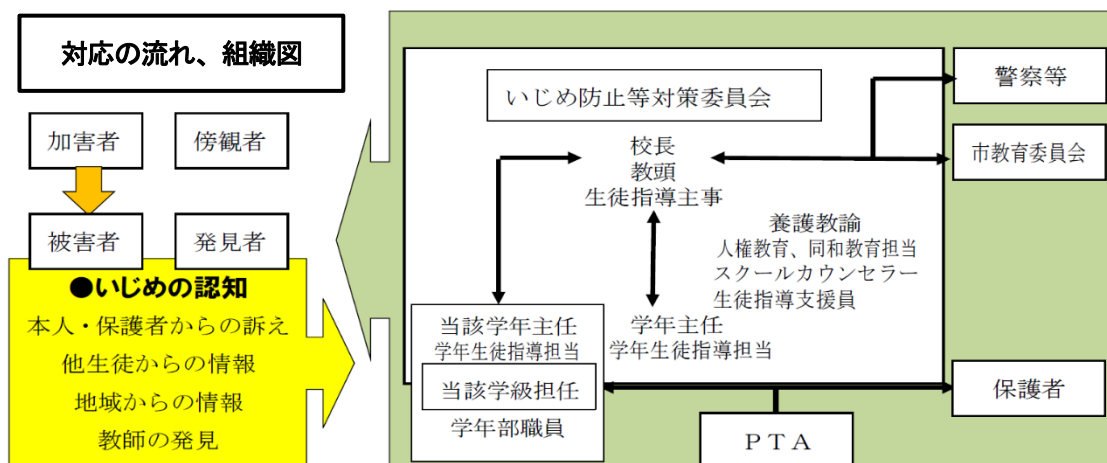 対応の流れ、組織図
加害者
傍観者
被害者
発見者
●いじめの認知
本人・保護者からの訴え
他生徒からの情報
地域からの情報
教師の発見
いじめ防止等対策委員会
校長
教頭
生徒指導主事
養護教諭
人権教育、同和教育担当
スクールカウンセラー
生徒指導支援員
当該学年主任
学年生徒指導担当
当該学級担任
学年部職員
学年主任
学年生徒指導担当
警察等
市教育委員会
保護者
ＰＴＡ